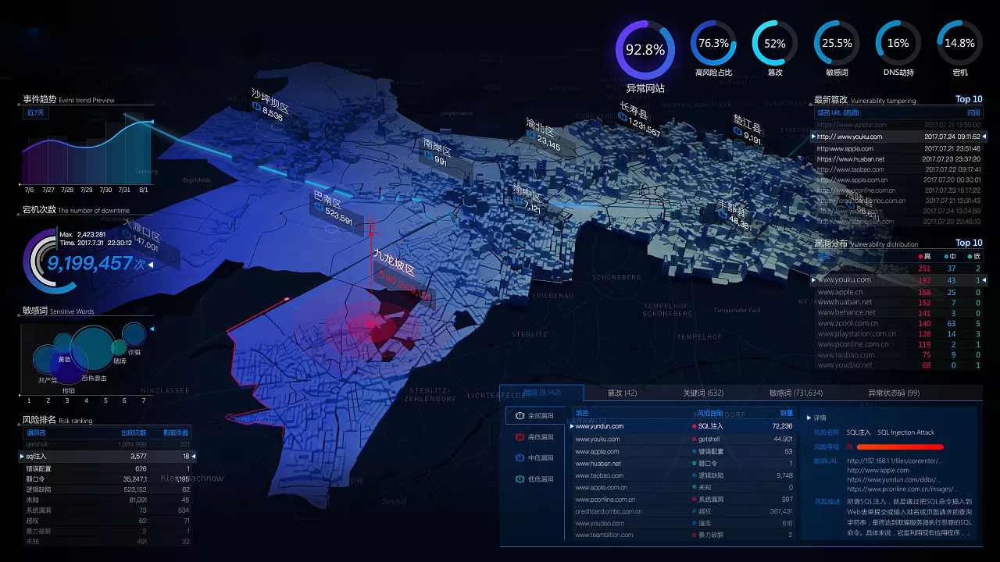 92.8%
异常网站
76.3%
高风险占比
52%
篡改
25.5%
敏感词
16%
DNS劫持
14.8%
宕机
事件趋势 Event trend Preview
近7天
7/6 7/27 7/28 7/29 7/30 7/31 8/1
宕机次数 The number of downtime
Max. 2,423.281
Time. 2017.7.31 22:30:12
9,199,457次
敏感词 Sensitive Words
黄色
赌博
诈骗
共产党
恐怖袭击
传销
1 2 3 4 5 6 7
风险排名 Risk ranking
漏洞名 出现次数 影响页面
getshell 1,984,999 321
sql注入 3,577 18
错误配置 626 1
弱口令 35,247.1 1,195
逻辑缺陷 523,152 62
未知 61,091 45
系统漏洞 73 534
越权 62 71
暴力破解 2 1
未知 491 32
沙坪坝区
8,536
南岸区
991
渝北区
23,145
长寿县
1,231,567
垫江县
9,191
巴南区
523,591
渝中区
7,121
丰都县
48,361
大渡口区
147,001
九龙坡区
Engelsfelde
Seeburg
SCHÖNEBERG
FRIEDENAU
TEMPELHOF-
SCHÖNEBERG
Tempelhofer Feld
STEGLITZ
TEMPELHOF
NIKOLASSEE
STEGLITZ-
ZEHLENDORF
LICHTERFELDE
LANKWITZ
Seehof
最新篡改 Vulnerability tampering Top 10
域名 URL (资源) 时间
https://www.yundun.com 2017.07.21 13:30:00
http://www.youku.com 2017.07.24 09:11:52
http:www.apple.com 2017.07.21 23:51:46
https://www.huaban.net 2017.07.23 23:37:20
http://www.taobao.com 2017.07.22 09:17:41
http://www.apple.com.cn 2017.07.20 00:30:01
http://www.pconline.com.cn 2017.07.23 15:17:22
2017.07.21 12:31:43
http://www.youdao.com 2017.07.24 13:24:50
2017.07.20 22:46:10
漏洞分布 Vulnerability distribution Top 10
域名 高 中 低
251 37 2
www.youku.com 192 43 1
www.apple.cn 168 25 0
www.huaban.net 152 7 0
www.behance.net 141 3 0
www.zcool.com.cn 140 63 5
www.playstation.com.cn 128 14 3
www.pconline.com.cn 119 2 1
www.taobao.com 75 9 0
www.youdao.net 68 0 1
漏洞 (9,142) 篡改 (42) 关键词 (632) 敏感词 (731,634) 异常状态码 (99)
全部漏洞
高危漏洞
中危漏洞
低危漏洞
域名 风险名称 数量
www.yundun.com SQL注入 72,236
www.youku.com getshell 44.901
www.apple.com 错误配置 53
www.huaban.net 弱口令 1
www.taobao.com 逻辑缺陷 9,748
www.apple.com.cn 未知 0
www.pconline.com.cn 系统漏洞 997
creditcard.cmbc.com.cn 越权 367,431
www.youdao.com 撞库 616
www.teambition.com 暴力破解 2
详情
风险名称 SQL注入 SQL Injection Attack
风险等级 高
影响URL http://192.168.1.1/files/contenter/...
http://www.apple.com
https://www.yundun.com/ddos/...
https://www.pconline.com.cn/images/...
风险描述 所谓SQL注入，就是通过把SQL命令插入到
Web表单提交或输入域名或页面请求的查询
字符串，最终达到欺骗服务器执行恶意的SQL
命令。具体来说，它是利用现有应用程序，..